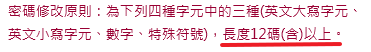 密碼修改原則：為下列四種字元中的三種(英文大寫字元、
英文小寫字元、數字、特殊符號)，長度12碼(含)以上。